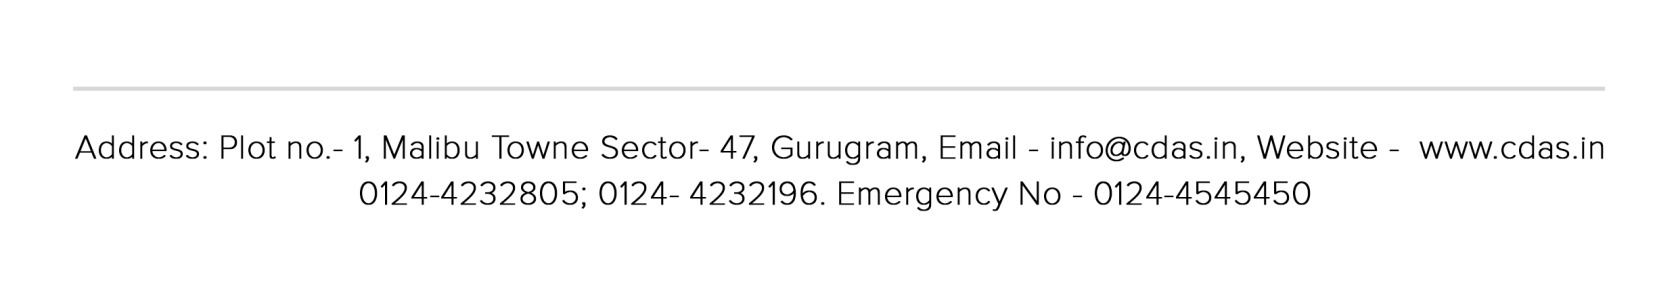 Address: Plot no.- 1, Malibu Towne Sector- 47, Gurugram, Email - info@cdas.in, Website -  www.cdas.in
0124-4232805; 0124- 4232196. Emergency No - 0124-4545450